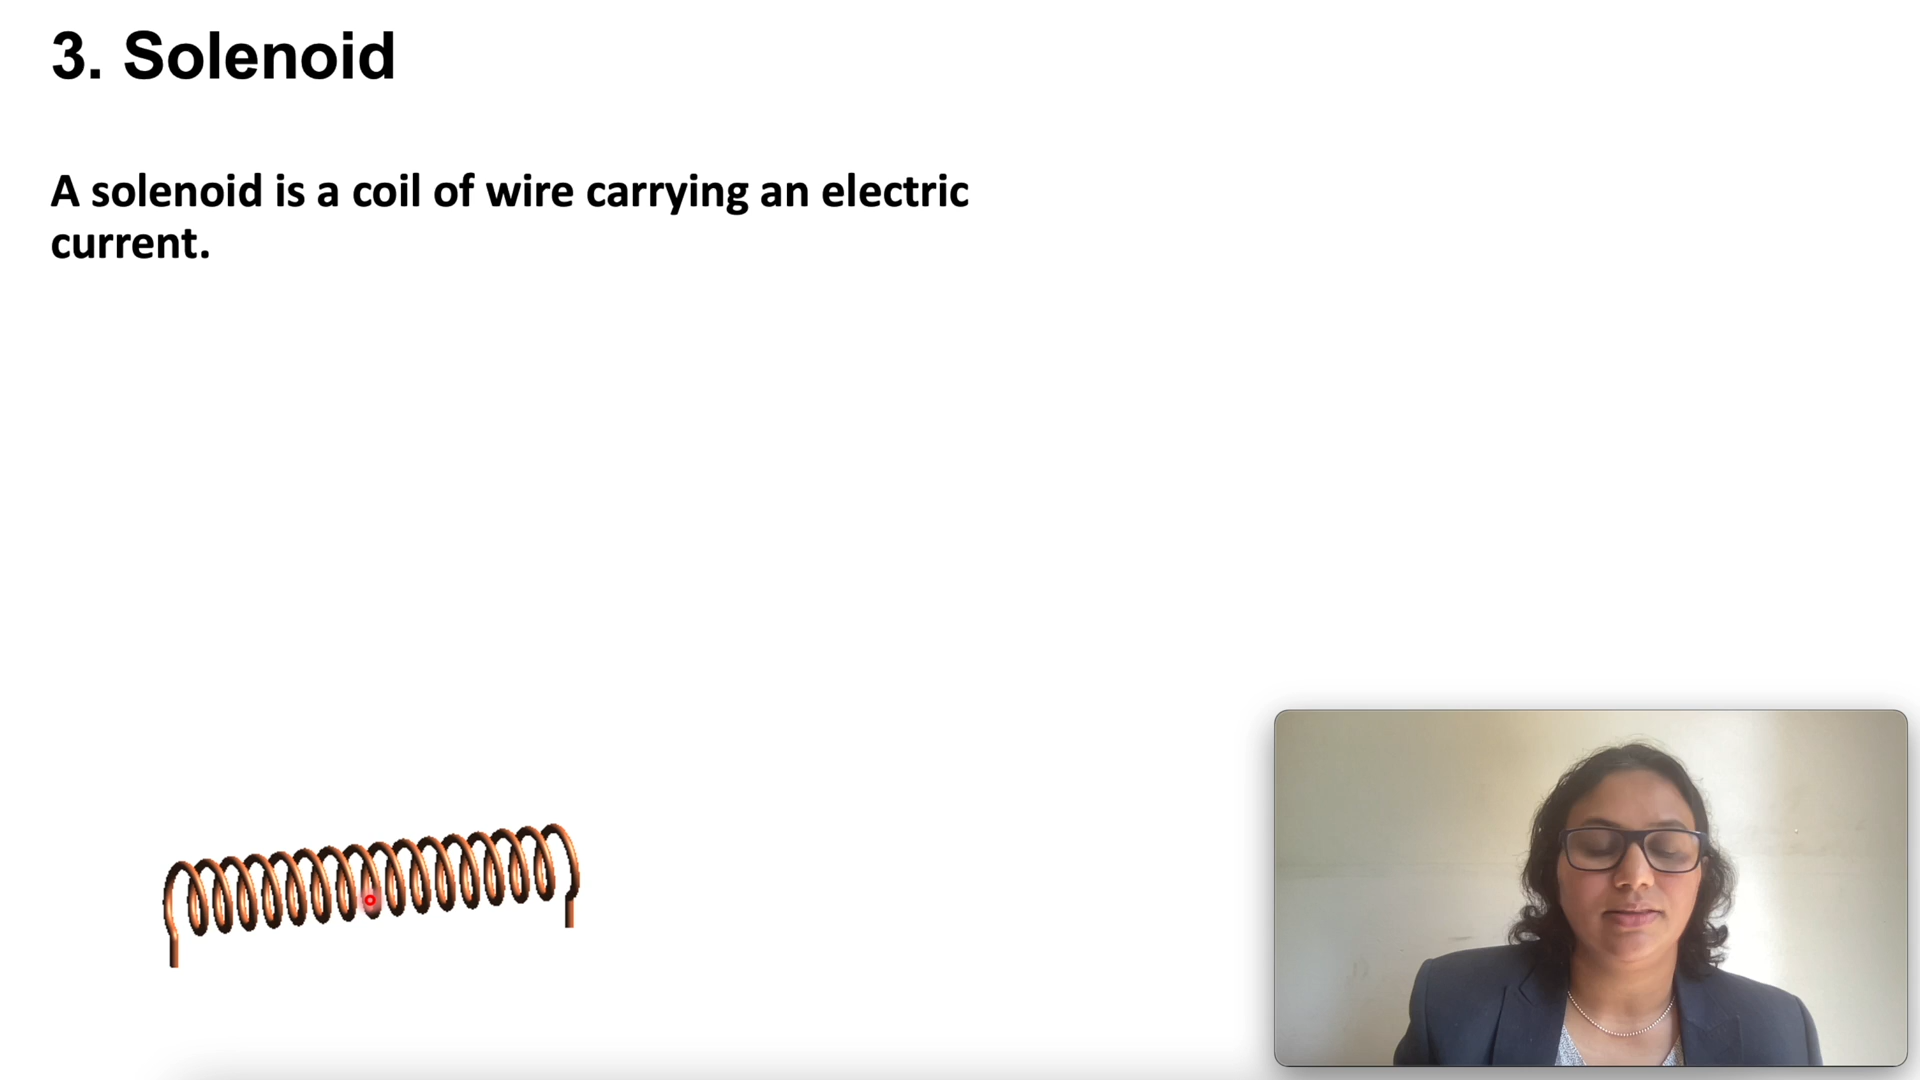 3. Solenoid
A solenoid is a coil of wire carrying an electric
current.